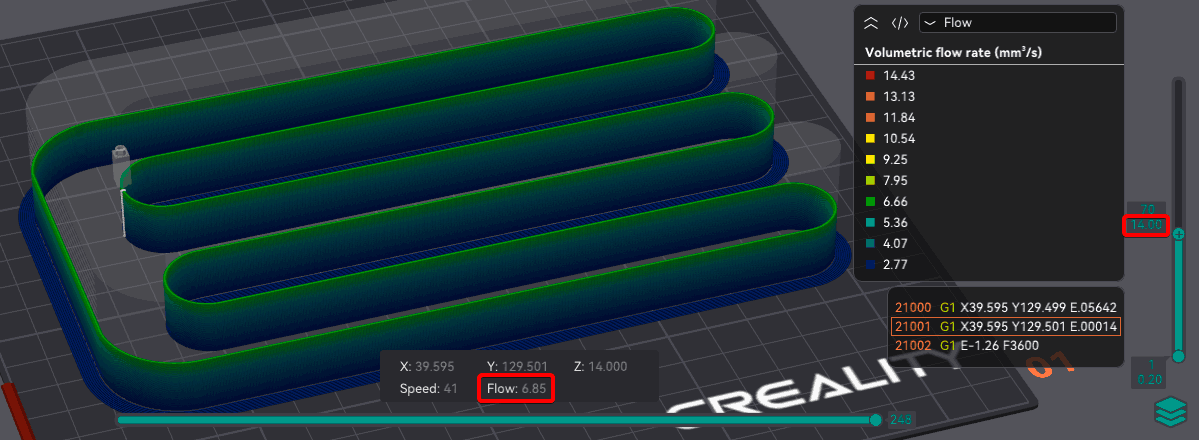 Flow
Volumetric flow rate (mm³/s)
14.43
13.13
11.84
10.54
9.25
7.95
6.66
5.36
4.07
2.77
70
14.00
21000 G1 X39.595 Y129.499 E.05642
21001 G1 X39.595 Y129.501 E.00014
21002 G1 E-1.26 F3600
X: 39.595 Y: 129.501 Z: 14.000
Speed: 41 Flow: 6.85
1
0.20
CREALITY
01
248